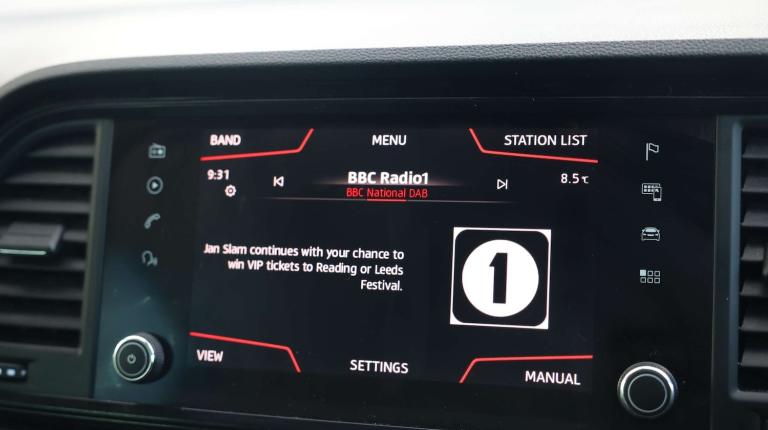 BAND
MENU
STATION LIST
9:31
BBC Radio1
8.5℃
BBC National DAB
Jan Slam continues with your chance to
win VIP tickets to Reading or Leeds
Festival.
1
VIEW
SETTINGS
MANUAL